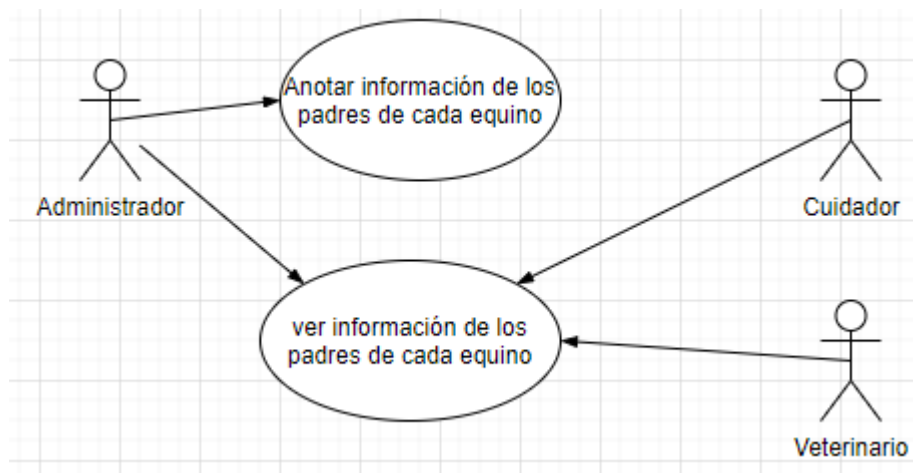 Anotar información de los
padres de cada equino
Administrador
Cuidador
ver información de los
padres de cada equino
Veterinario